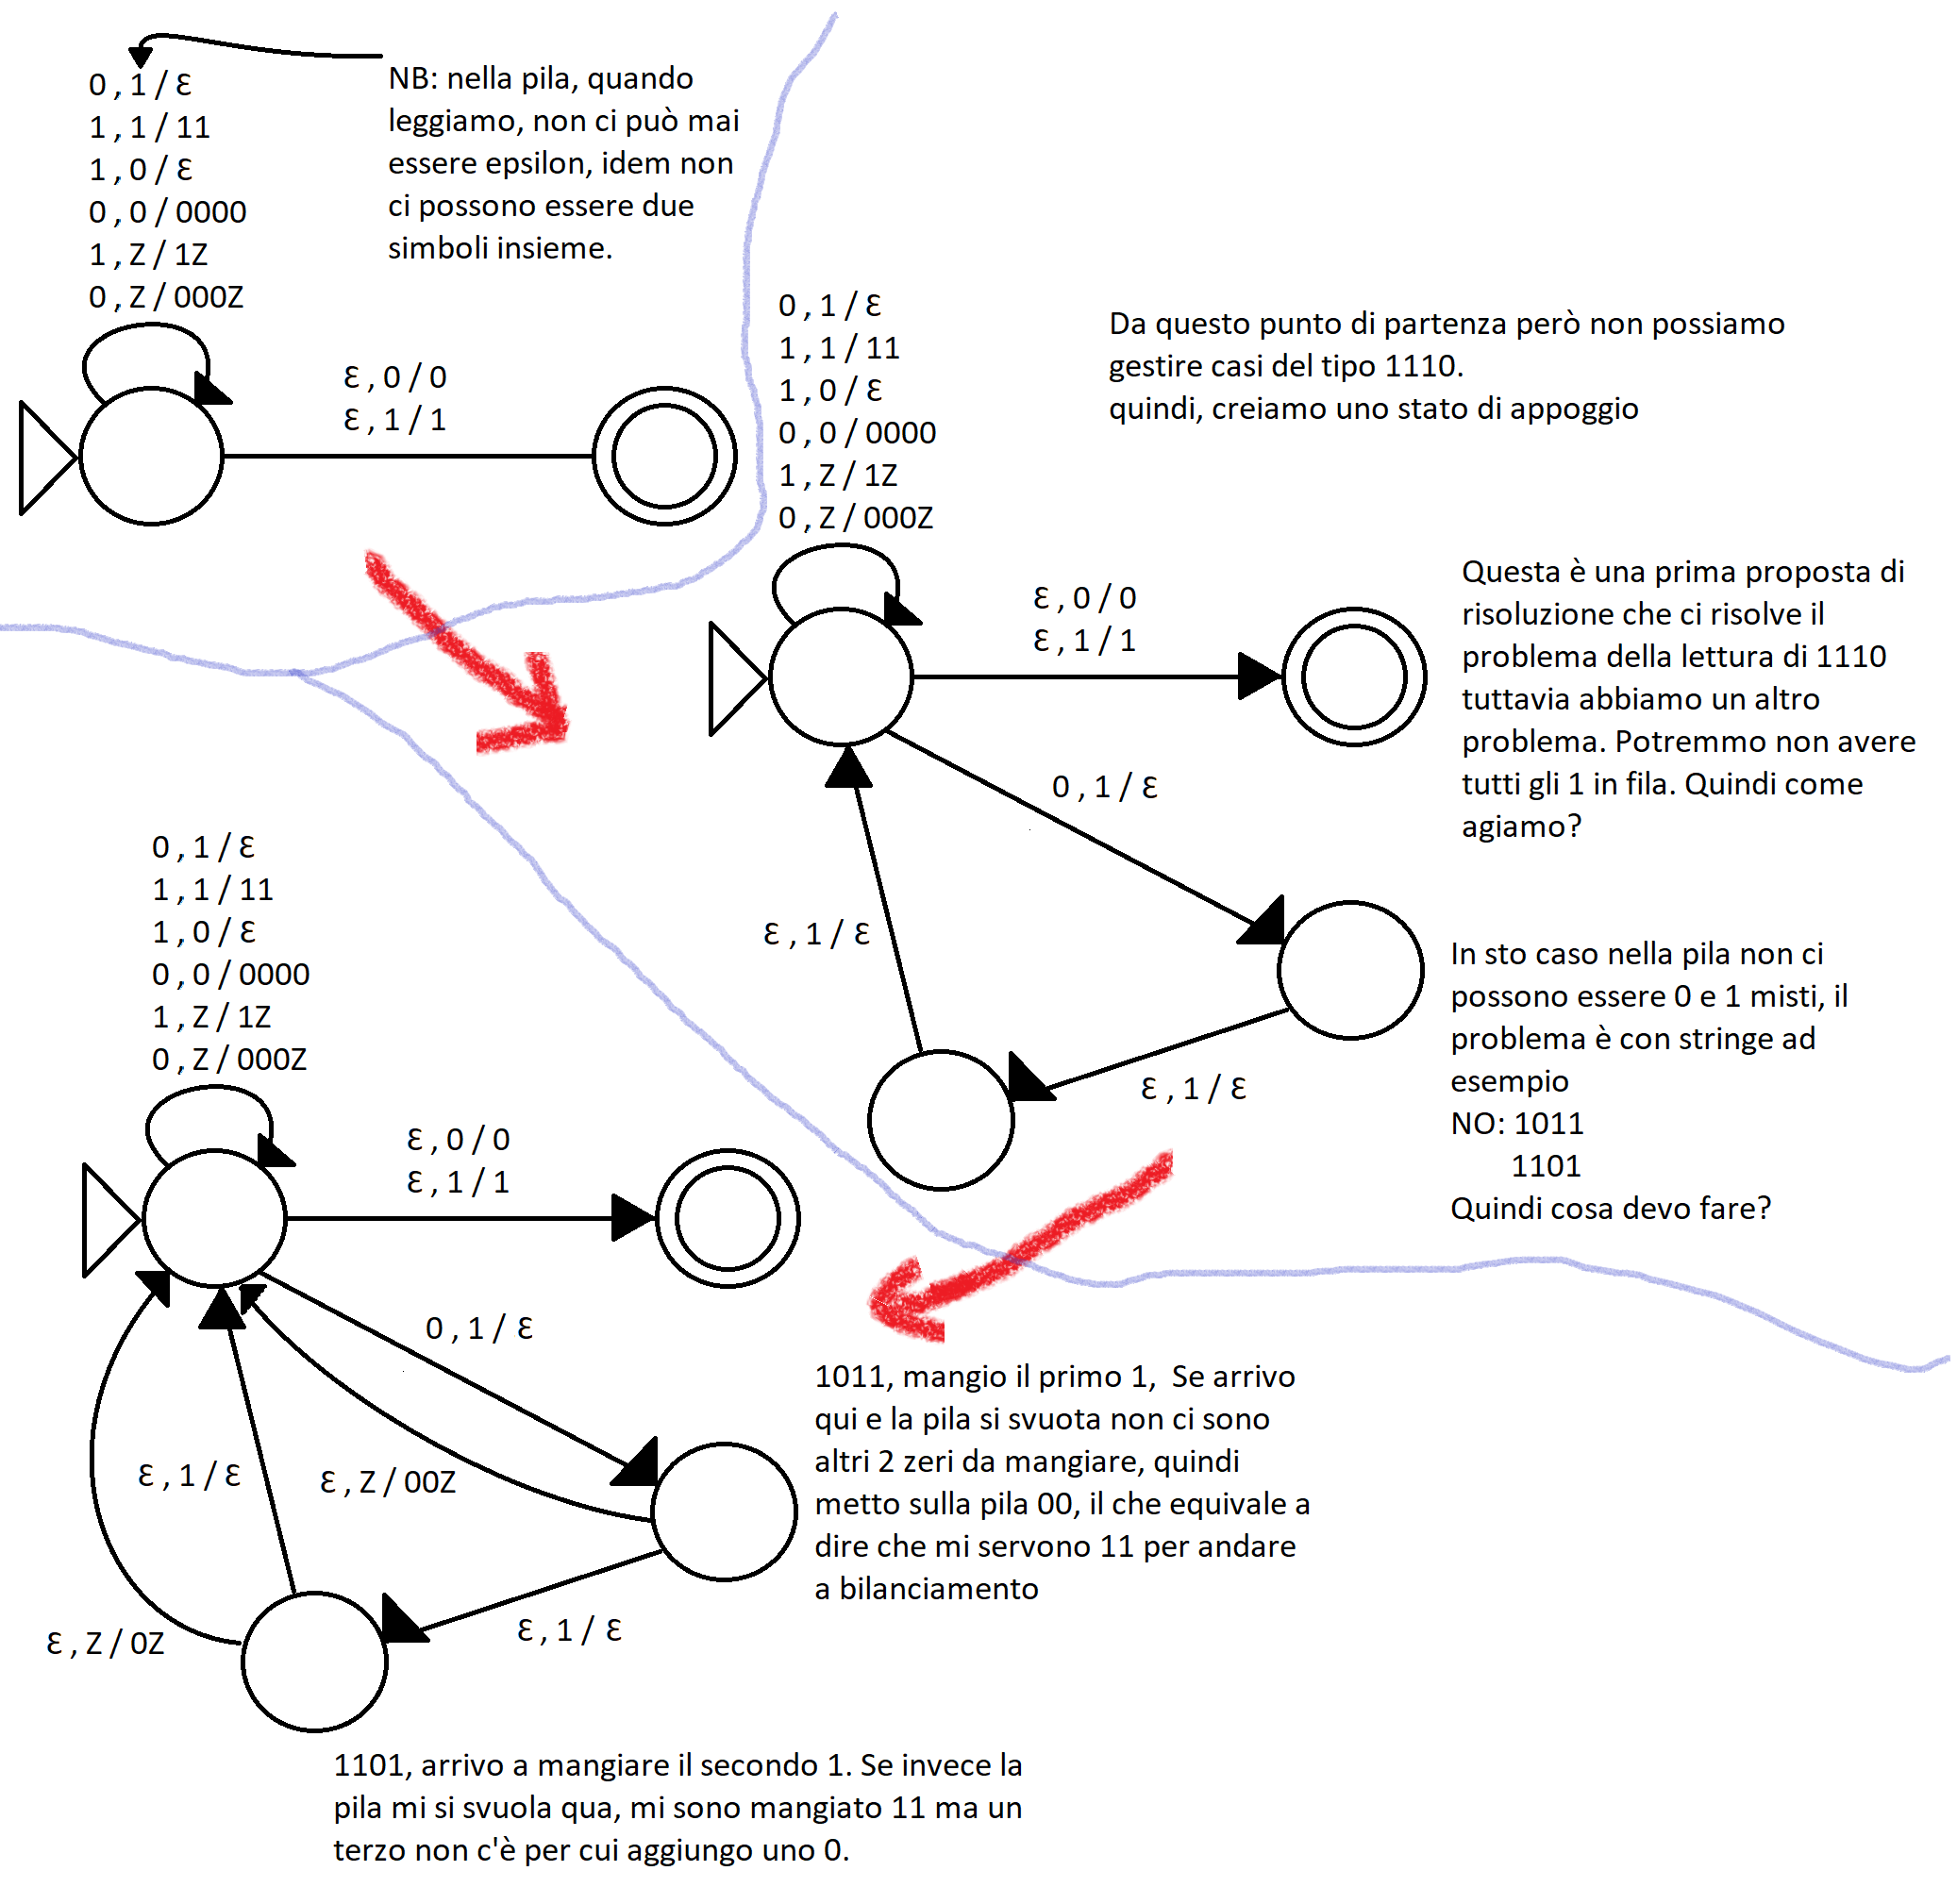 0 , 1 / Ɛ
1 , 1 / 11
1 , 0 / Ɛ
0 , 0 / 0000
1 , Z / 1Z
0 , Z / 000Z
NB: nella pila, quando
leggiamo, non ci può mai
essere epsilon, idem non
ci possono essere due
simboli insieme.
Ɛ , 0 / 0
Ɛ , 1 / 1
0 , 1 / Ɛ
1 , 1 / 11
1 , 0 / Ɛ
0 , 0 / 0000
1 , Z / 1Z
0 , Z / 000Z
Da questo punto di partenza però non possiamo
gestire casi del tipo 1110.
quindi, creiamo uno stato di appoggio
Ɛ , 0 / 0
Ɛ , 1 / 1
Questa è una prima proposta di
risoluzione che ci risolve il
problema della lettura di 1110
tuttavia abbiamo un altro
problema. Potremmo non avere
tutti gli 1 in fila. Quindi come
agiamo?
0 , 1 / Ɛ
Ɛ , 1 / Ɛ
Ɛ , 1 / Ɛ
In sto caso nella pila non ci
possono essere 0 e 1 misti, il
problema è con stringe ad
esempio
NO: 1011
1101
Quindi cosa devo fare?
0 , 1 / Ɛ
1 , 1 / 11
1 , 0 / Ɛ
0 , 0 / 0000
1 , Z / 1Z
0 , Z / 000Z
Ɛ , 0 / 0
Ɛ , 1 / 1
0 , 1 / Ɛ
Ɛ , 1 / Ɛ
Ɛ , Z / 00Z
Ɛ , 1 / Ɛ
Ɛ , Z / 0Z
1011, mangio il primo 1,  Se arrivo
qui e la pila si svuota non ci sono
altri 2 zeri da mangiare, quindi
metto sulla pila 00, il che equivale a
dire che mi servono 11 per andare
a bilanciamento
1101, arrivo a mangiare il secondo 1. Se invece la
pila mi si svuola qua, mi sono mangiato 11 ma un
terzo non c'è per cui aggiungo uno 0.